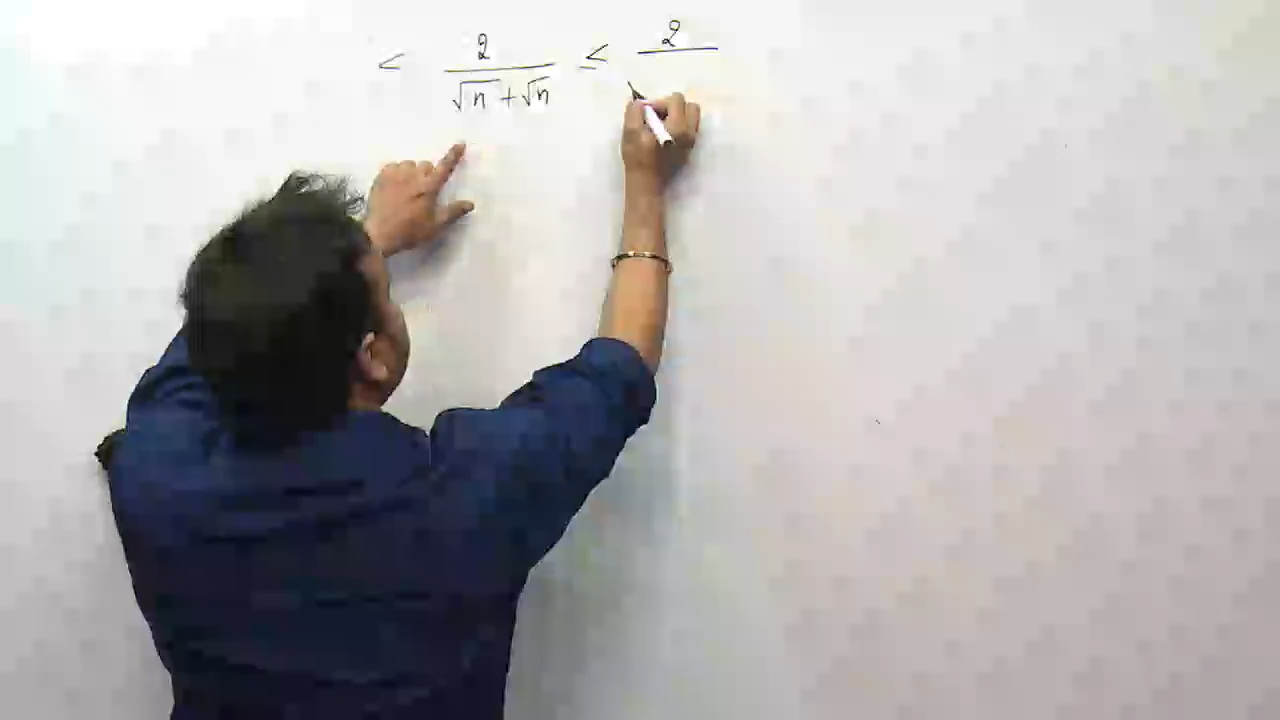 < 2/(√n + √n) ≤ 2/